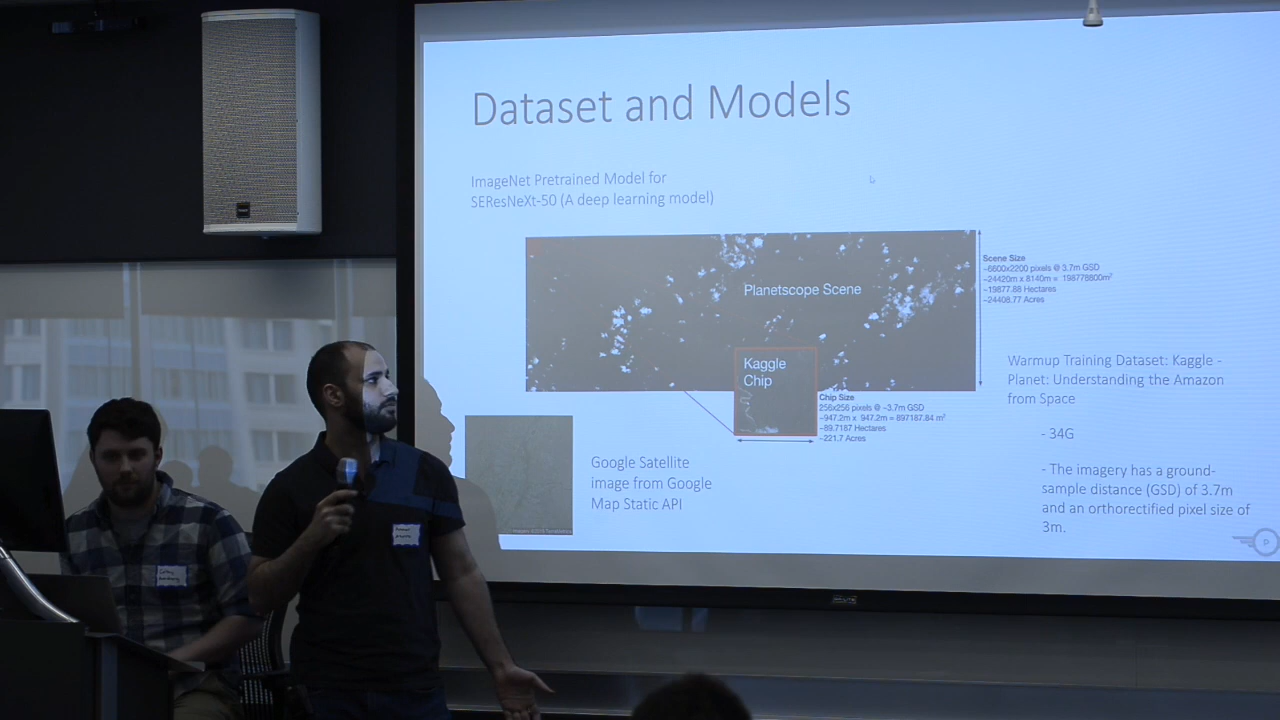 Dataset and Models
ImageNet Pretrained Model for
SEResNeXt-50 (A deep learning model)
Planetscope Scene
Scene Size
~6600x2200 pixels @ 3.7m GSD
~24420m x 8140m = 198778800m²
~19877.88 Hectares
~24408.77 Acres
Kaggle
Chip
Chip Size
256x256 pixels @ ~3.7m GSD
~947.2m x 947.2m = 897187.84 m²
~89.7187 Hectares
~221.7 Acres
Google Satellite
image from Google
Map Static API
Warmup Training Dataset: Kaggle -
Planet: Understanding the Amazon
from Space
- 34G
- The imagery has a ground-
sample distance (GSD) of 3.7m
and an orthorectified pixel size of
3m.